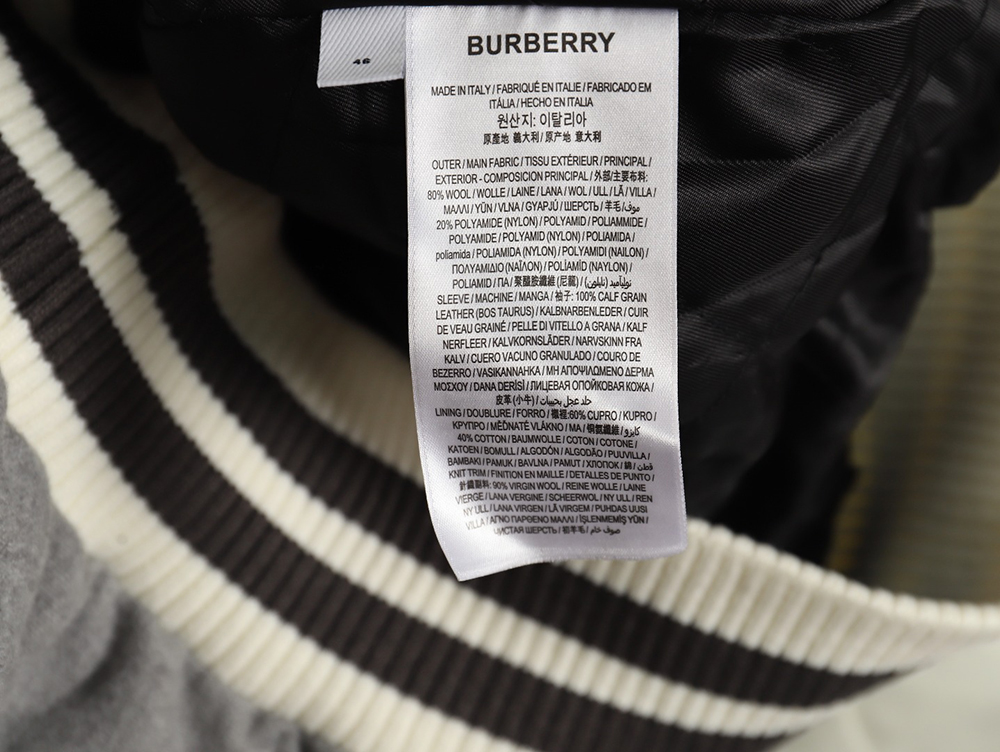 46
BURBERRY
MADE IN ITALY / FABRIQUÉ EN ITALIE / FABRICADO EM
ITÁLIA / HECHO EN ITALIA
원산지: 이탈리아
原產地 義大利 / 原产地 意大利
OUTER / MAIN FABRIC / TISSU EXTÉRIEUR / PRINCIPAL /
EXTERIOR - COMPOSICION PRINCIPAL / 外部/主要布料:
80% WOOL / WOLLE / LAINE / LANA / WOL / ULL / LÃ / VILLA /
ΜΑΛΛΙ / YÜN / VLNA / GYAPJÚ / ШЕРСТЬ / 羊毛 / صوف
20% POLYAMIDE (NYLON) / POLYAMID / POLIAMMIDE /
POLYAMIDE / POLYAMID (NYLON) / POLIAMIDA /
poliamida / POLIAMIDA (NYLON) / POLYAMIDI (NAILON) /
ΠΟΛΥΑΜΙΔΙΟ (ΝΑΪΛΟΝ) / POLİAMİD (NAYLON) /
POLIAMID / ПА / 聚醯胺纖維 (尼龍) / بولياميد (نايلون)
SLEEVE / MACHINE / MANGA / 袖子: 100% CALF GRAIN
LEATHER (BOS TAURUS) / KALBNARBENLEDER / CUIR
DE VEAU GRAINÉ / PELLE DI VITELLO A GRANA / KALF
NERFLEER / KALVKORNSLÄDER / NARVSKINN FRA
KALV / CUERO VACUNO GRANULADO / COURO DE
BEZERRO / VASIKANNAHKA / ΜΗ ΑΠΟΨΙΛΩΜΕΝΟ ΔΕΡΜΑ
ΜΟΣΧΟΥ / DANA DERİSİ / ЛИЦЕВАЯ ОПОЙКОВАЯ КОЖА /
皮革 (小牛) / جلد عجل بحبيبات
LINING / DOUBLURE / FORRO / 襯裡:60% CUPRO / KUPRO /
ΚΥΠΡΟ / MĚĎNATÉ VLÁKNO / MA / 铜氨纖維 / كابرو
40% COTTON / BAUMWOLLE / COTON / COTONE /
KATOEN / BOMULL / ALGODÓN / ALGODÃO / PUUVILLA /
BAMBAKI / PAMUK / BAVLNA / PAMUT / ХЛОПОК / 綿 / قطن
KNIT TRIM / FINITION EN MAILLE / DETALLES DE PUNTO /
針織副料: 90% VIRGIN WOOL / REINE WOLLE / LAINE
VIERGE / LANA VERGINE / SCHEERWOL / NY ULL / REN
NY ULL / LANA VIRGEN / LÃ VIRGEM / PUHDAS UUSI
VILLA / ΑΓΝΟ ΠΑΡΘΕΝΟ ΜΑΛΛΙ / İŞLENMEMİŞ YÜN /
ЧИСТАЯ ШЕРСТЬ / 初羊毛 / صوف خام